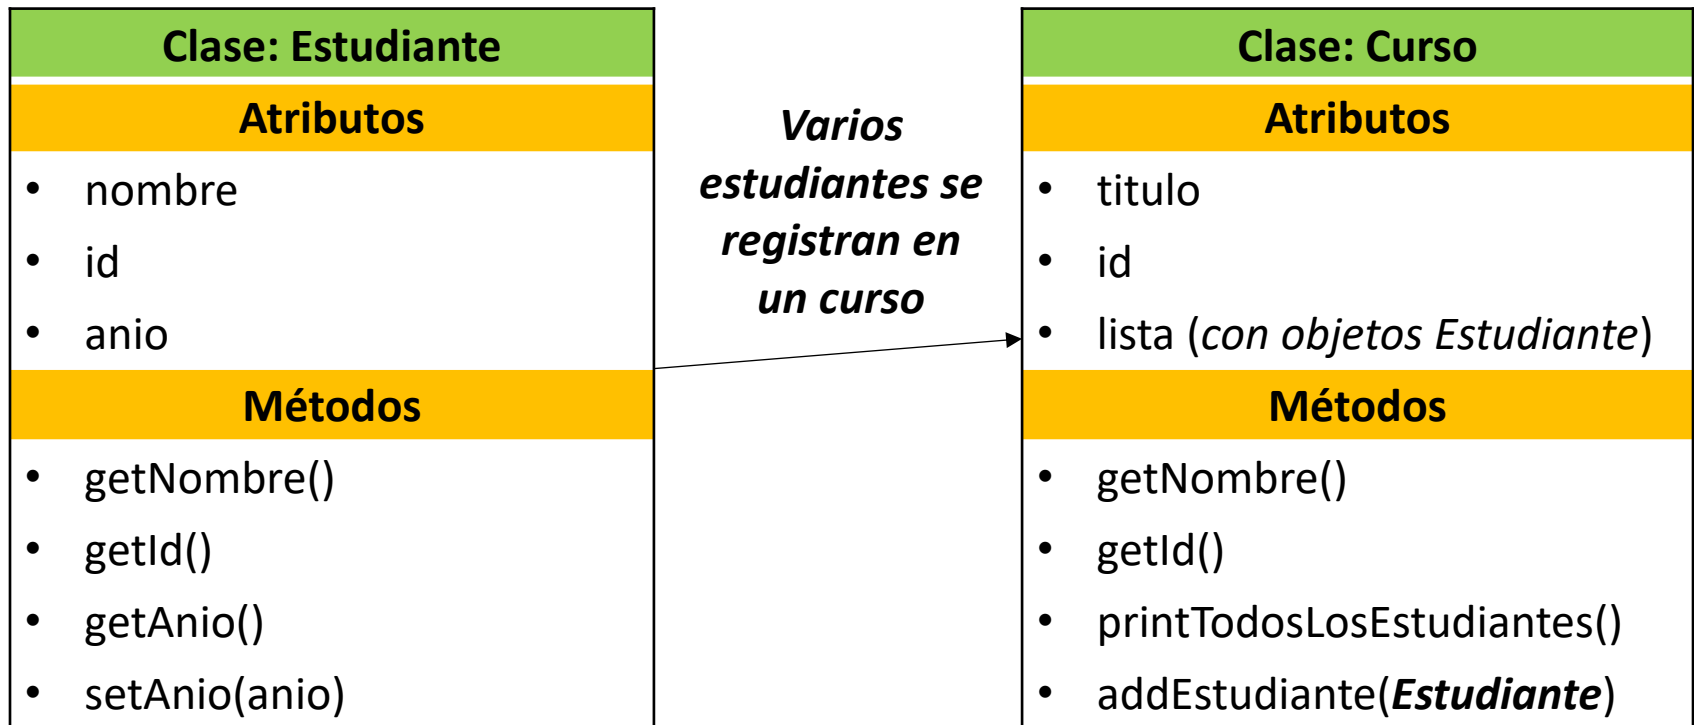 Clase: Estudiante
Atributos
• nombre
• id
• anio
Métodos
• getNombre()
• getId()
• getAnio()
• setAnio(anio)
Varios
estudiantes se
registran en
un curso
Clase: Curso
Atributos
• titulo
• id
• lista (con objetos Estudiante)
Métodos
• getNombre()
• getId()
• printTodosLosEstudiantes()
• addEstudiante(Estudiante)